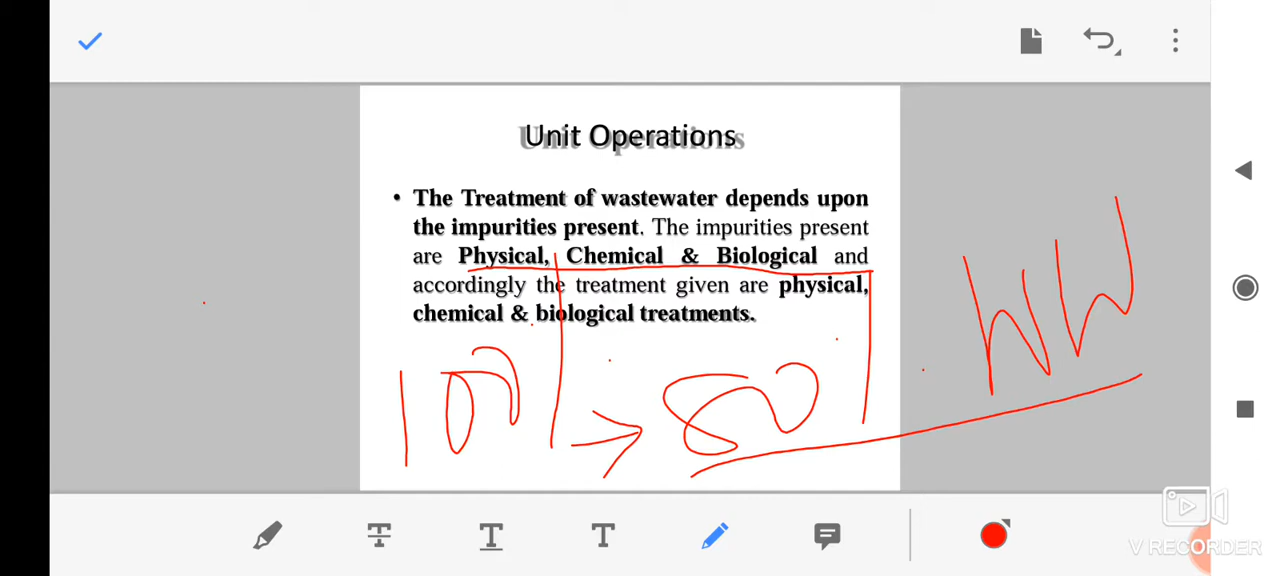 Unit Operations
• The Treatment of wastewater depends upon
the impurities present. The impurities present
are Physical, Chemical & Biological and
accordingly the treatment given are physical,
chemical & biological treatments.
100 | → 80 |
WW
T T T
V RECORDER